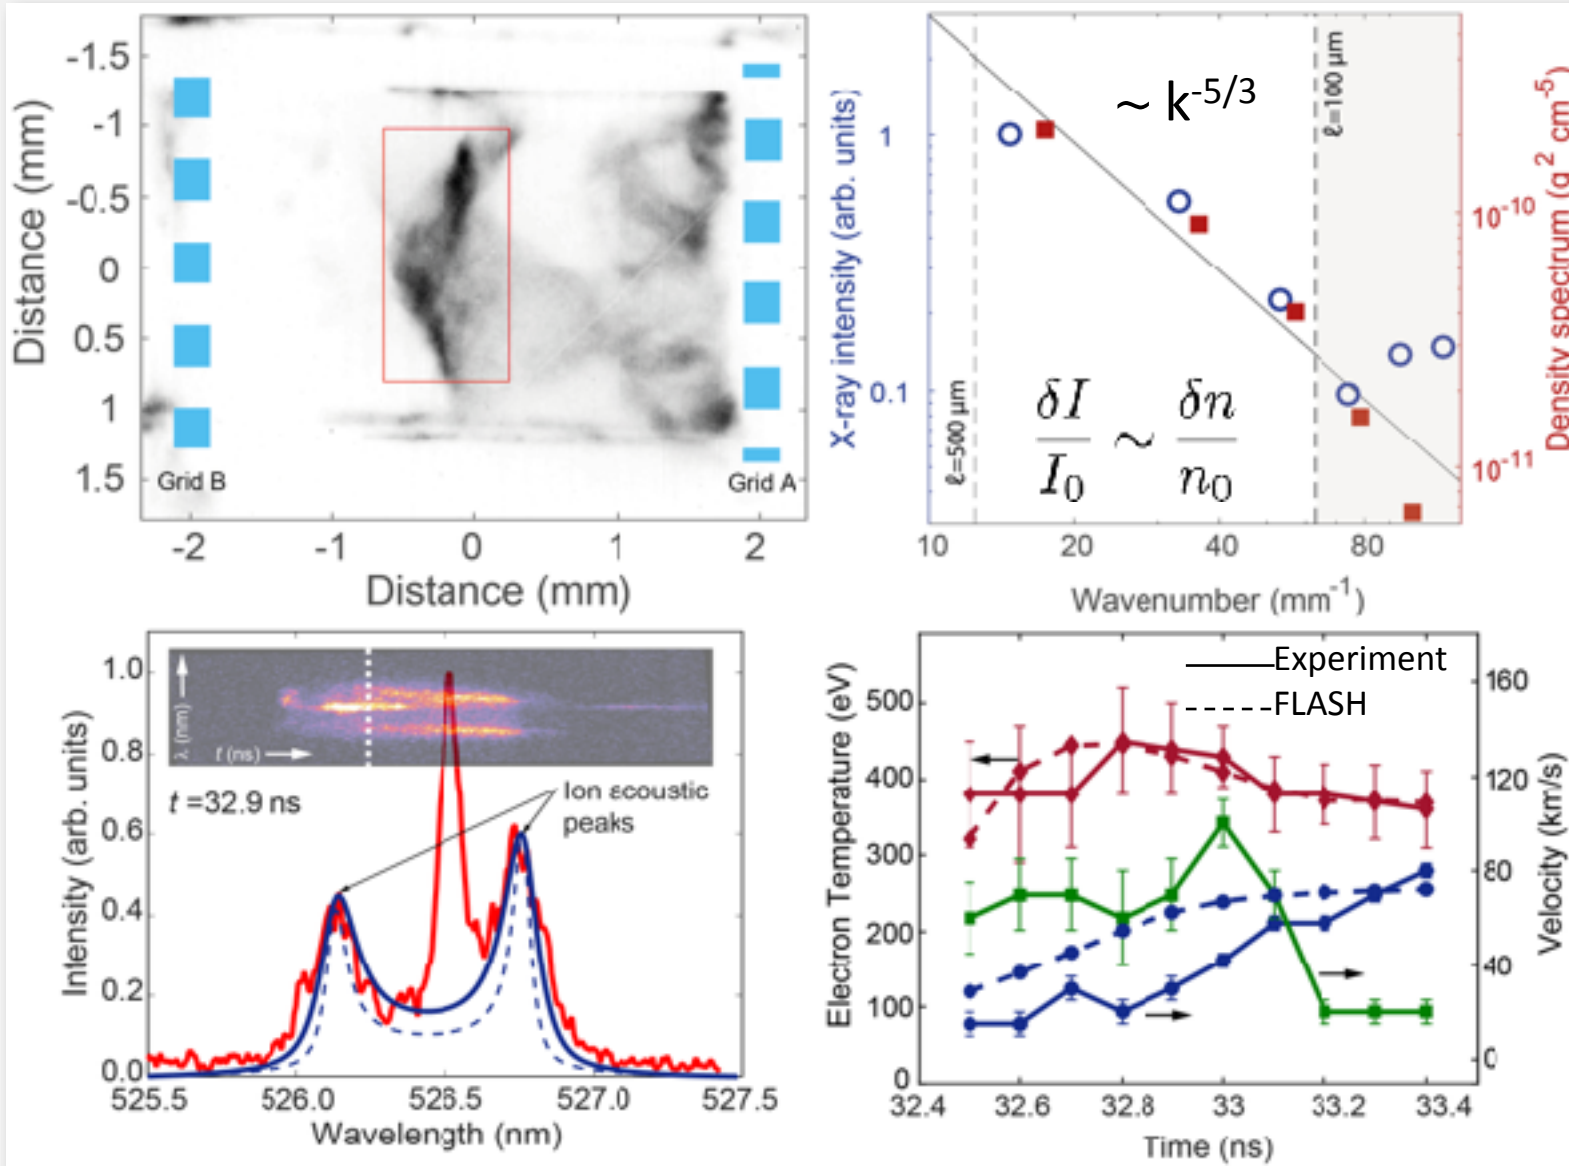 Distance (mm)
-1.5
-1
-0.5
0
0.5
1
1.5
Grid B
Grid A
-2
-1
0
1
2
Distance (mm)
X-ray intensity (arb. units)
1
0.1
~ k-5/3
ℓ=500 μm
ℓ=100 μm
δI/I0 ~ δn/n0
10-10
10-11
Density spectrum (g2 cm-5)
10
20
40
80
Wavenumber (mm-1)
Intensity (arb. units)
1.0
0.8
0.6
0.4
0.2
0.0
λ (nm)
t (ns)
t =32.9 ns
Ion acoustic
peaks
525.5
526.0
526.5
527.0
527.5
Wavelength (nm)
Electron Temperature (eV)
500
400
300
200
100
0
Experiment
FLASH
160
120
80
40
0
Velocity (km/s)
32.4
32.6
32.8
33
33.2
33.4
Time (ns)